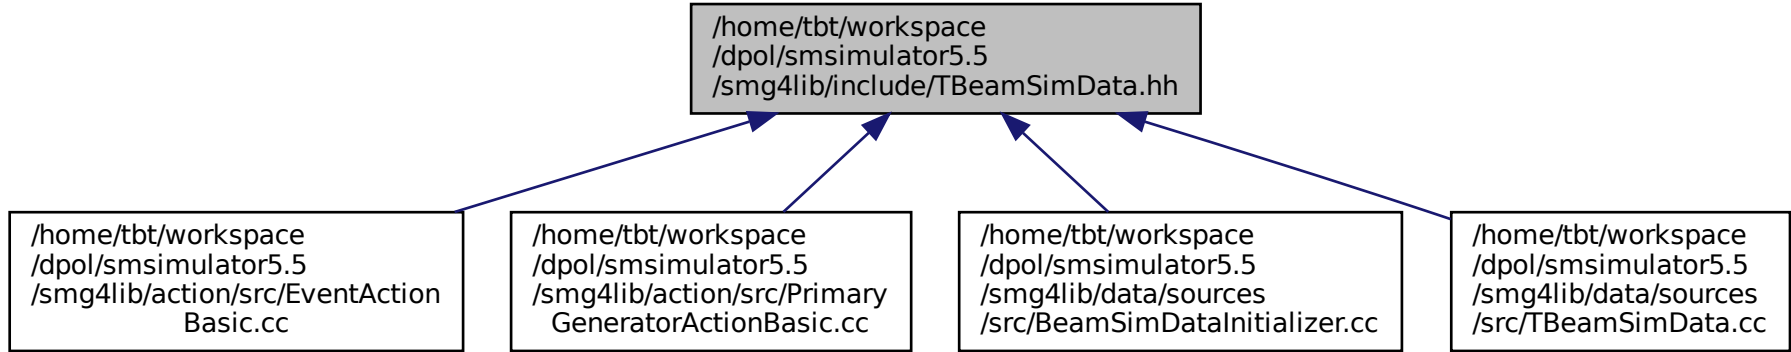 /home/tbt/workspace
/dpol/smsimulator5.5
/smg4lib/include/TBeamSimData.hh
/home/tbt/workspace
/dpol/smsimulator5.5
/smg4lib/action/src/EventAction
Basic.cc
/home/tbt/workspace
/dpol/smsimulator5.5
/smg4lib/action/src/Primary
GeneratorActionBasic.cc
/home/tbt/workspace
/dpol/smsimulator5.5
/smg4lib/data/sources
/src/BeamSimDataInitializer.cc
/home/tbt/workspace
/dpol/smsimulator5.5
/smg4lib/data/sources
/src/TBeamSimData.cc